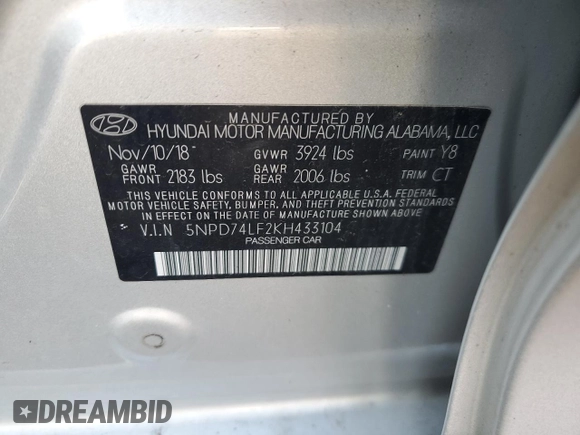 MANUFACTURED BY
HYUNDAI MOTOR MANUFACTURING ALABAMA, LLC
Nov/10/18 GVWR 3924 lbs PAINT Y8
GAWR FRONT 2183 lbs GAWR REAR 2006 lbs TRIM CT
THIS VEHICLE CONFORMS TO ALL APPLICABLE U.S.A. FEDERAL
MOTOR VEHICLE SAFETY, BUMPER, AND THEFT PREVENTION STANDARDS
IN EFFECT ON THE DATE OF MANUFACTURE SHOWN ABOVE.
V.I.N 5NPD74LF2KH433104
PASSENGER CAR
DREAMBID